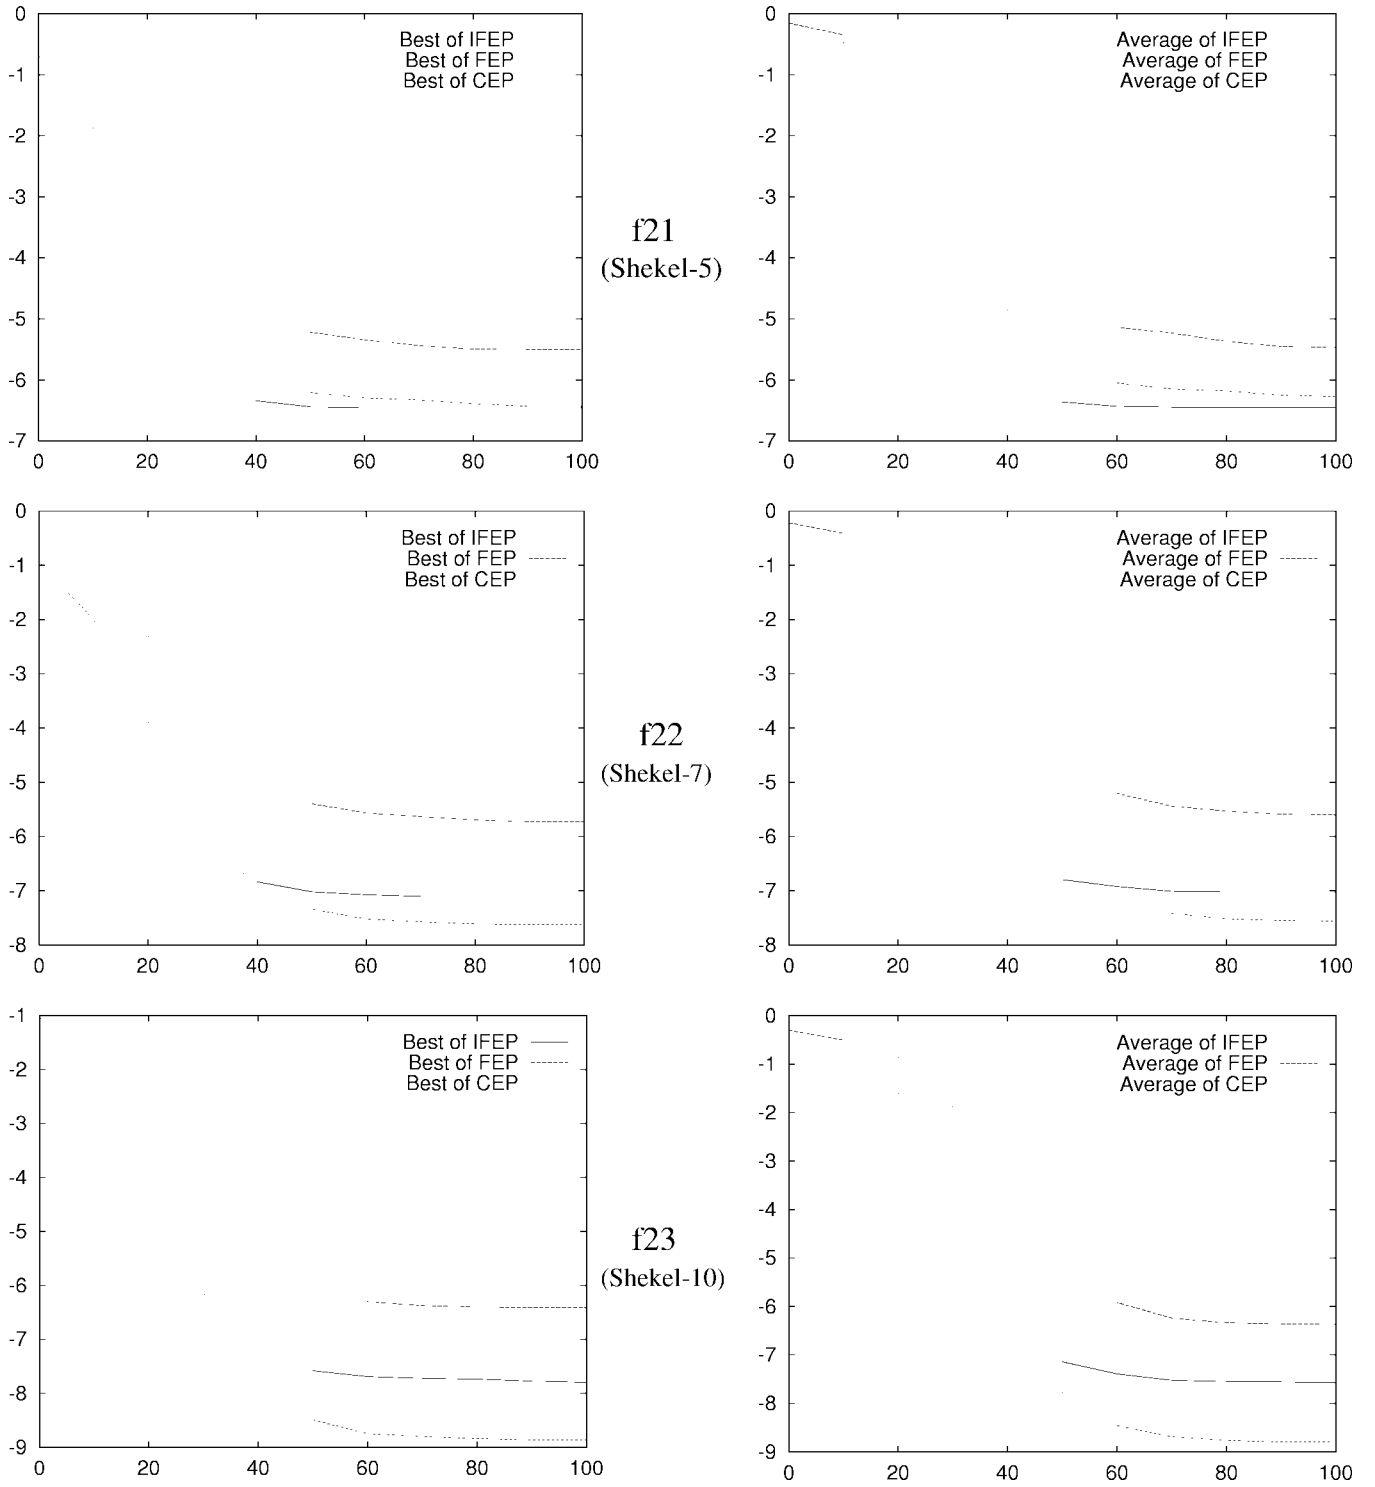 0
-1
-2
-3
-4
-5
-6
-7
0 20 40 60 80 100
Best of IFEP
Best of FEP
Best of CEP
f21
(Shekel-5)
0
-1
-2
-3
-4
-5
-6
-7
0 20 40 60 80 100
Average of IFEP
Average of FEP
Average of CEP
0
-1
-2
-3
-4
-5
-6
-7
-8
0 20 40 60 80 100
Best of IFEP
Best of FEP
Best of CEP
f22
(Shekel-7)
0
-1
-2
-3
-4
-5
-6
-7
-8
0 20 40 60 80 100
Average of IFEP
Average of FEP
Average of CEP
-1
-2
-3
-4
-5
-6
-7
-8
-9
0 20 40 60 80 100
Best of IFEP
Best of FEP
Best of CEP
f23
(Shekel-10)
0
-1
-2
-3
-4
-5
-6
-7
-8
-9
0 20 40 60 80 100
Average of IFEP
Average of FEP
Average of CEP